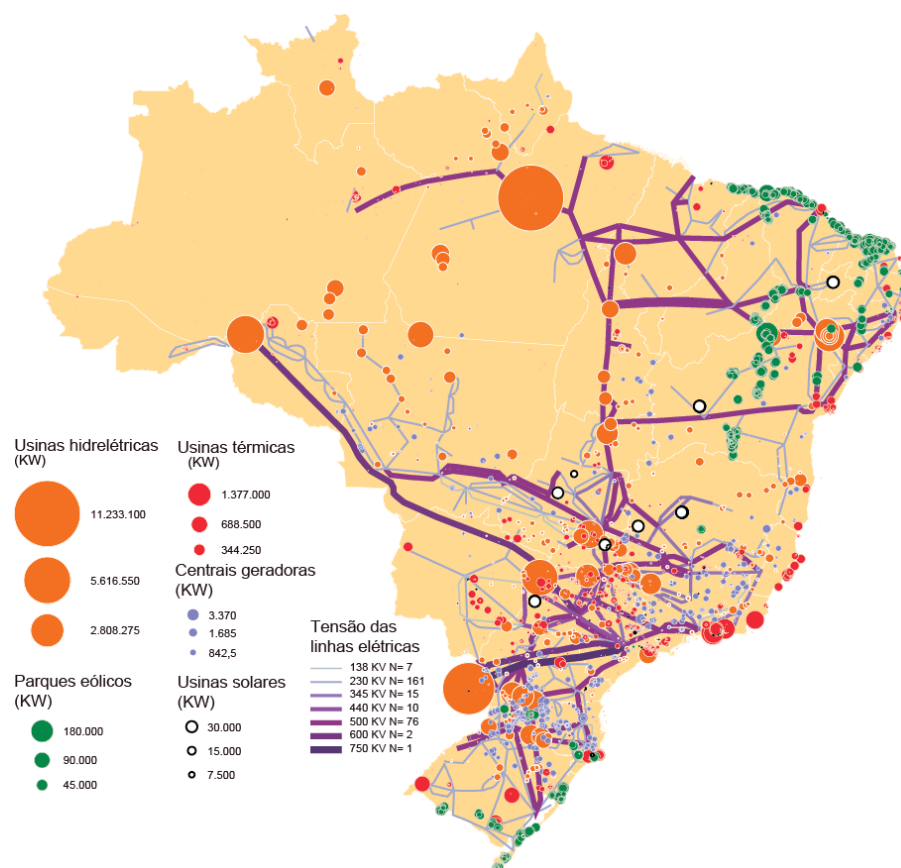 Usinas hidrelétricas
(KW)
11.233.100
5.616.550
2.808.275
Parques eólicos
(KW)
180.000
90.000
45.000
Usinas térmicas
(KW)
1.377.000
688.500
344.250
Centrais geradoras
(KW)
3.370
1.685
842,5
Usinas solares
(KW)
30.000
15.000
7.500
Tensão das
linhas elétricas
138 KV N= 7
230 KV N= 161
345 KV N= 15
440 KV N= 10
500 KV N= 76
600 KV N= 2
750 KV N= 1